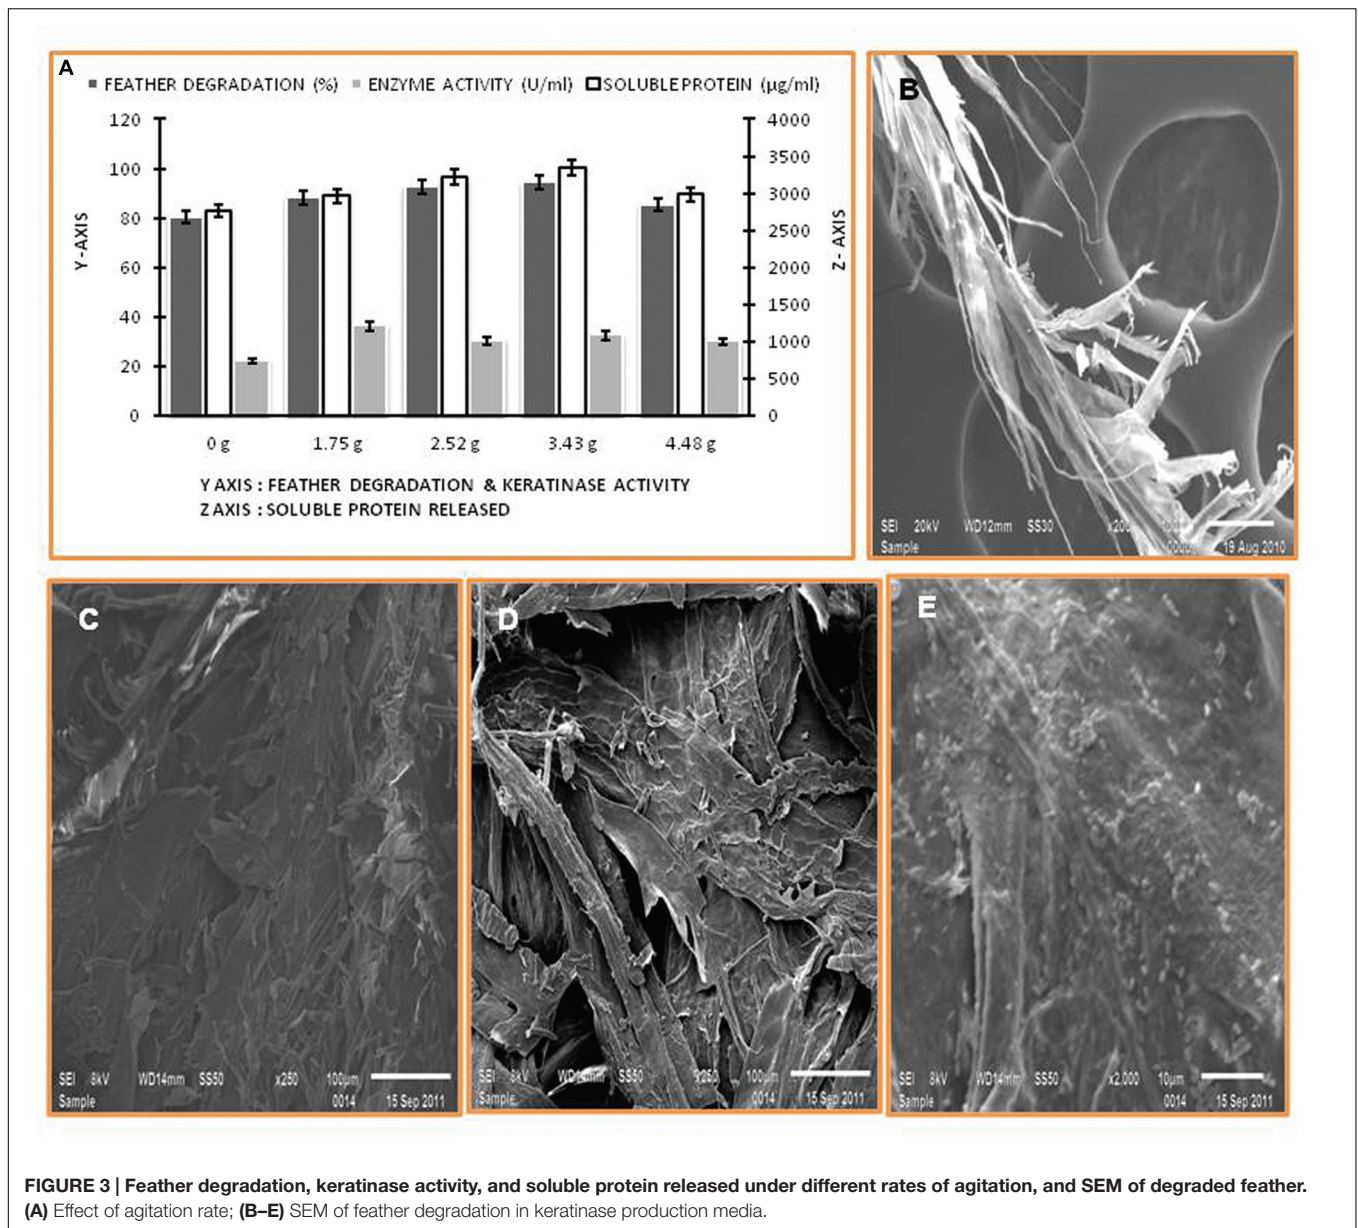 A
FEATHER DEGRADATION (%) ENZYME ACTIVITY (U/ml) SOLUBLE PROTEIN (µg/ml)
120
100
80
60
40
20
0
Y-AXIS
4000
3500
3000
2500
2000
1500
1000
500
0
Z- AXIS
0 g 1.75 g 2.52 g 3.43 g 4.48 g
Y AXIS : FEATHER DEGRADATION & KERATINASE ACTIVITY
Z AXIS : SOLUBLE PROTEIN RELEASED
B
SEI 20kV WD12mm SS30 x200
Sample 19 Aug 2010
C
SEI 8kV WD14mm SS50 x250 100µm
Sample 0014 15 Sep 2011
D
SEI 8kV WD14mm SS50 x250 100µm
Sample 0014 15 Sep 2011
E
SEI 8kV WD14mm SS50 x2,000 10µm
Sample 0014 15 Sep 2011
FIGURE 3 | Feather degradation, keratinase activity, and soluble protein released under different rates of agitation, and SEM of degraded feather.
(A) Effect of agitation rate; (B–E) SEM of feather degradation in keratinase production media.